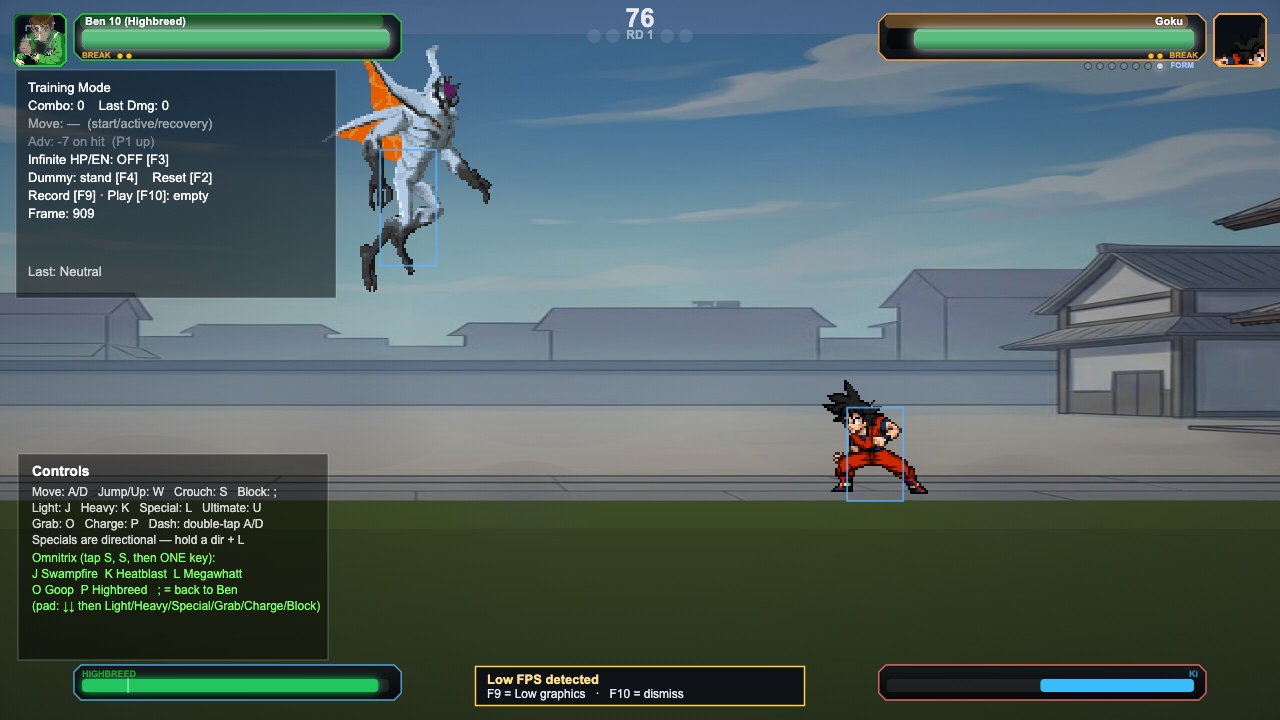 Ben 10 (Highbreed)
BREAK
76
RD 1
Goku
BREAK
FORM
Training Mode
Combo: 0 Last Dmg: 0
Move: — (start/active/recovery)
Adv: -7 on hit (P1 up)
Infinite HP/EN: OFF [F3]
Dummy: stand [F4] Reset [F2]
Record [F9] · Play [F10]: empty
Frame: 909
Last: Neutral
Controls
Move: A/D Jump/Up: W Crouch: S Block: ;
Light: J Heavy: K Special: L Ultimate: U
Grab: O Charge: P Dash: double-tap A/D
Specials are directional — hold a dir + L
Omnitrix (tap S, S, then ONE key):
J Swampfire K Heatblast L Megawhatt
O Goop P Highbreed ; = back to Ben
(pad: ↓↓ then Light/Heavy/Special/Grab/Charge/Block)
HIGHBREED
Low FPS detected
F9 = Low graphics · F10 = dismiss
Ki